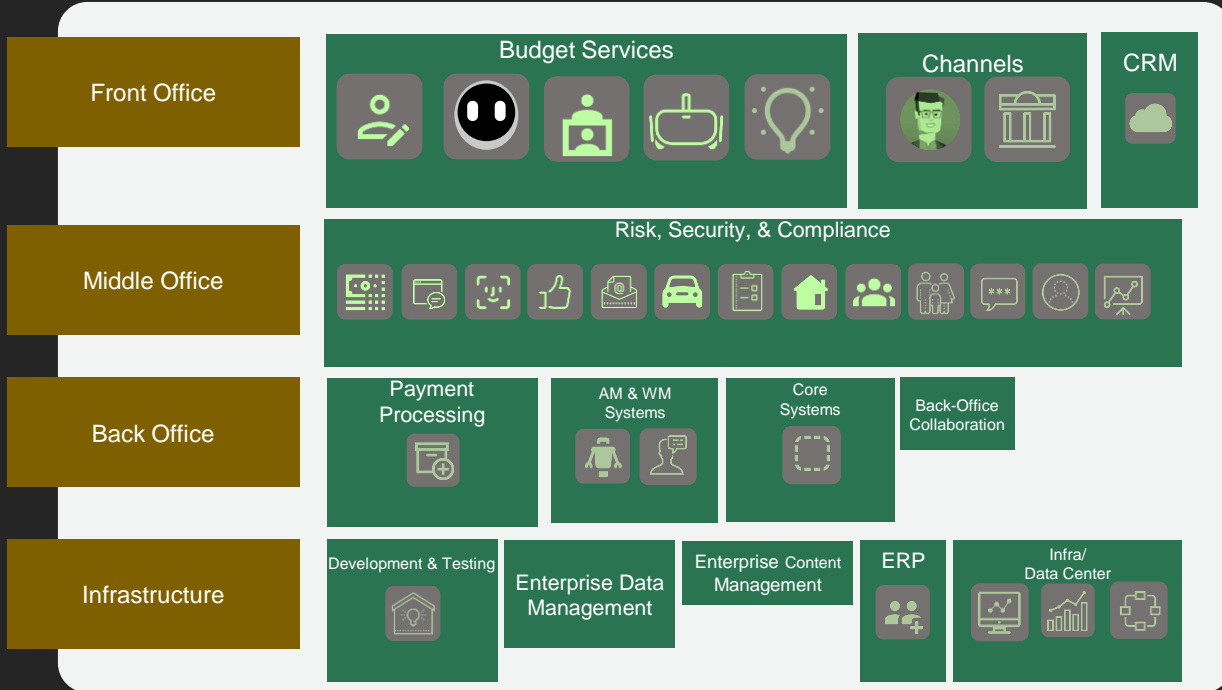 Front Office
Budget Services
Channels
CRM
Middle Office
Risk, Security, & Compliance
@
***
Back Office
Payment
Processing
AM & WM
Systems
Core
Systems
Back-Office
Collaboration
Infrastructure
Development & Testing
Enterprise Data
Management
Enterprise Content
Management
ERP
Infra/
Data Center